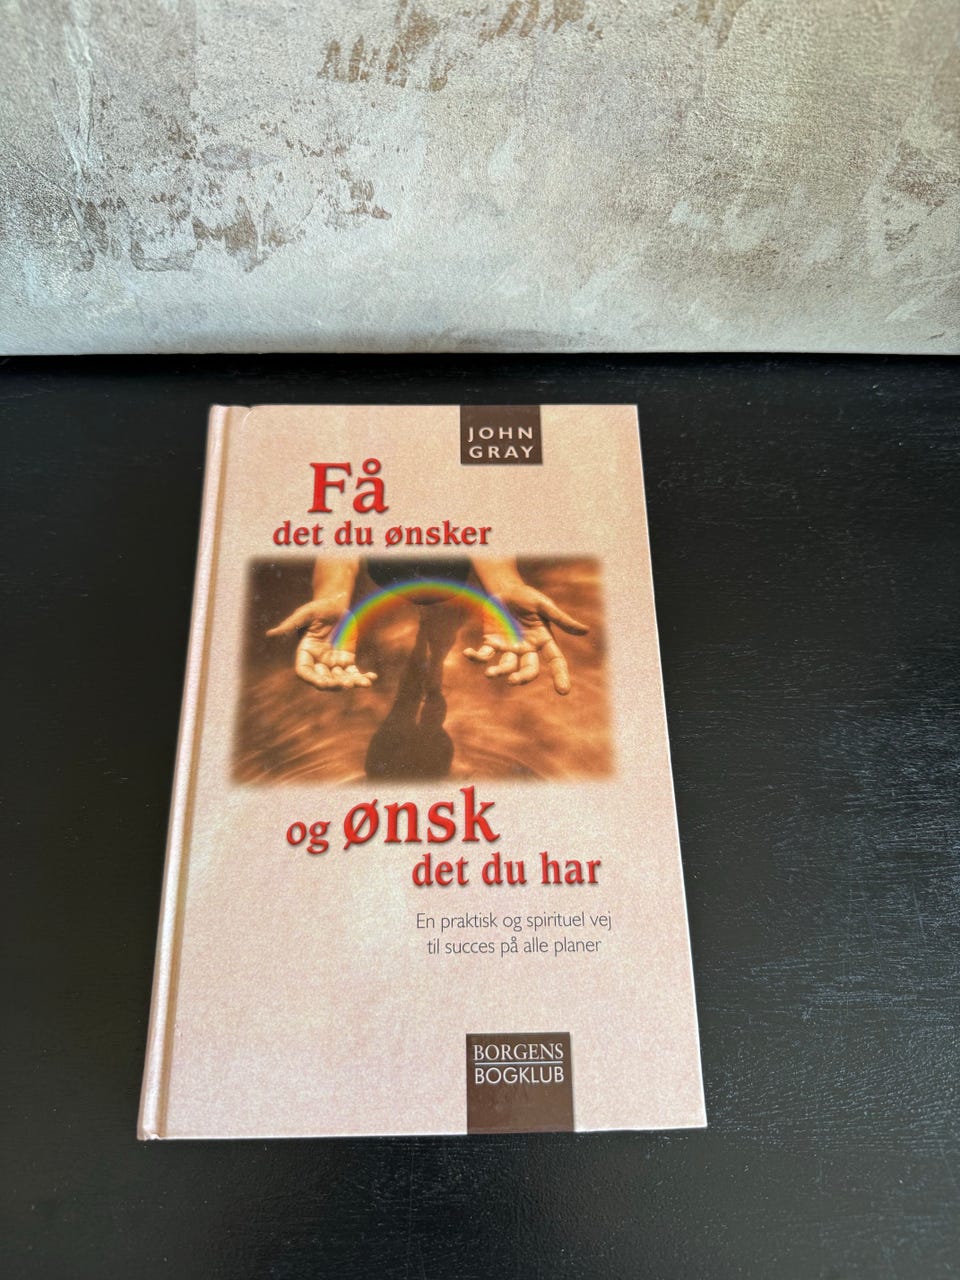 JOHN
GRAY
Få
det du ønsker
og ønsk
det du har
En praktisk og spirituel vej
til succes på alle planer
BORGENS
BOGKLUB